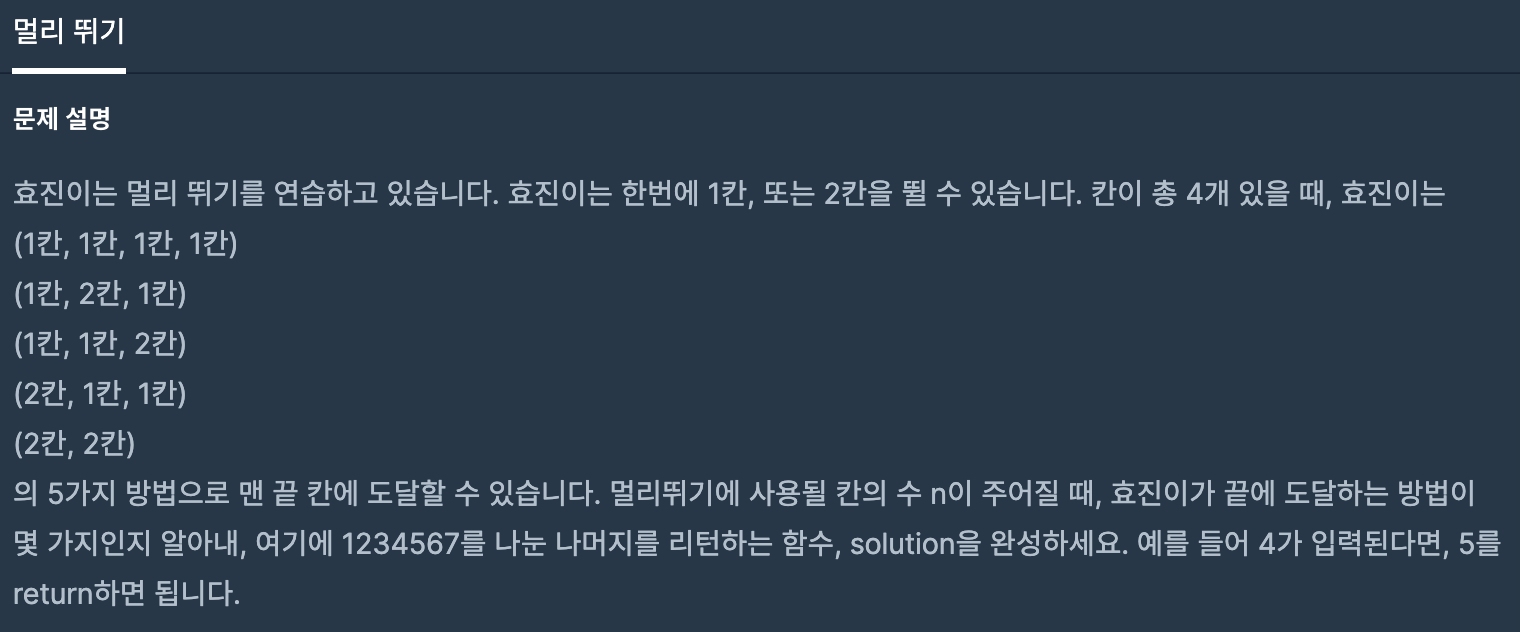 멀리 뛰기
문제 설명
효진이는 멀리 뛰기를 연습하고 있습니다. 효진이는 한번에 1칸, 또는 2칸을 뛸 수 있습니다. 칸이 총 4개 있을 때, 효진이는
(1칸, 1칸, 1칸, 1칸)
(1칸, 2칸, 1칸)
(1칸, 1칸, 2칸)
(2칸, 1칸, 1칸)
(2칸, 2칸)
의 5가지 방법으로 맨 끝 칸에 도달할 수 있습니다. 멀리뛰기에 사용될 칸의 수 n이 주어질 때, 효진이가 끝에 도달하는 방법이
몇 가지인지 알아내, 여기에 1234567를 나눈 나머지를 리턴하는 함수, solution을 완성하세요. 예를 들어 4가 입력된다면, 5를
return하면 됩니다.